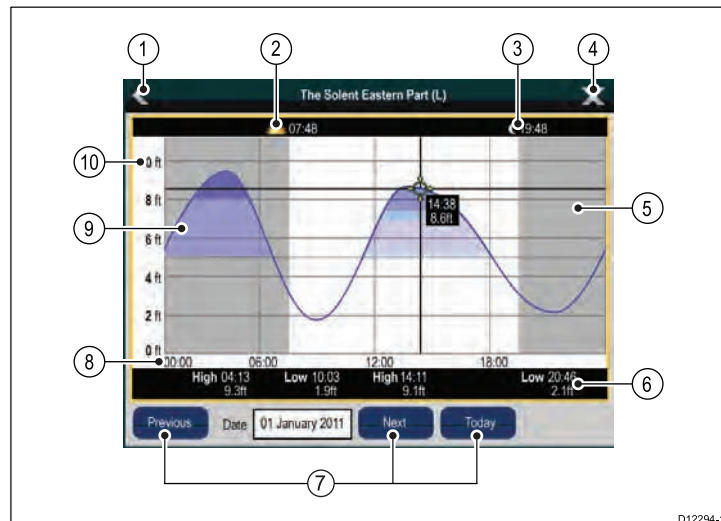 1 2 3 4
The Solent Eastern Part (L)
07:48 19:48
10 0 ft
8 ft
9 5
6 ft
4 ft
2 ft
0 ft
14:38
8.6ft
8 00:00 06:00 12:00 18:00
High 04:13 Low 10:03 High 14:11 Low 20:46 6
9.3ft 1.9ft 9.1ft 2.1ft
Previous Date 01 January 2011 Next Today
7